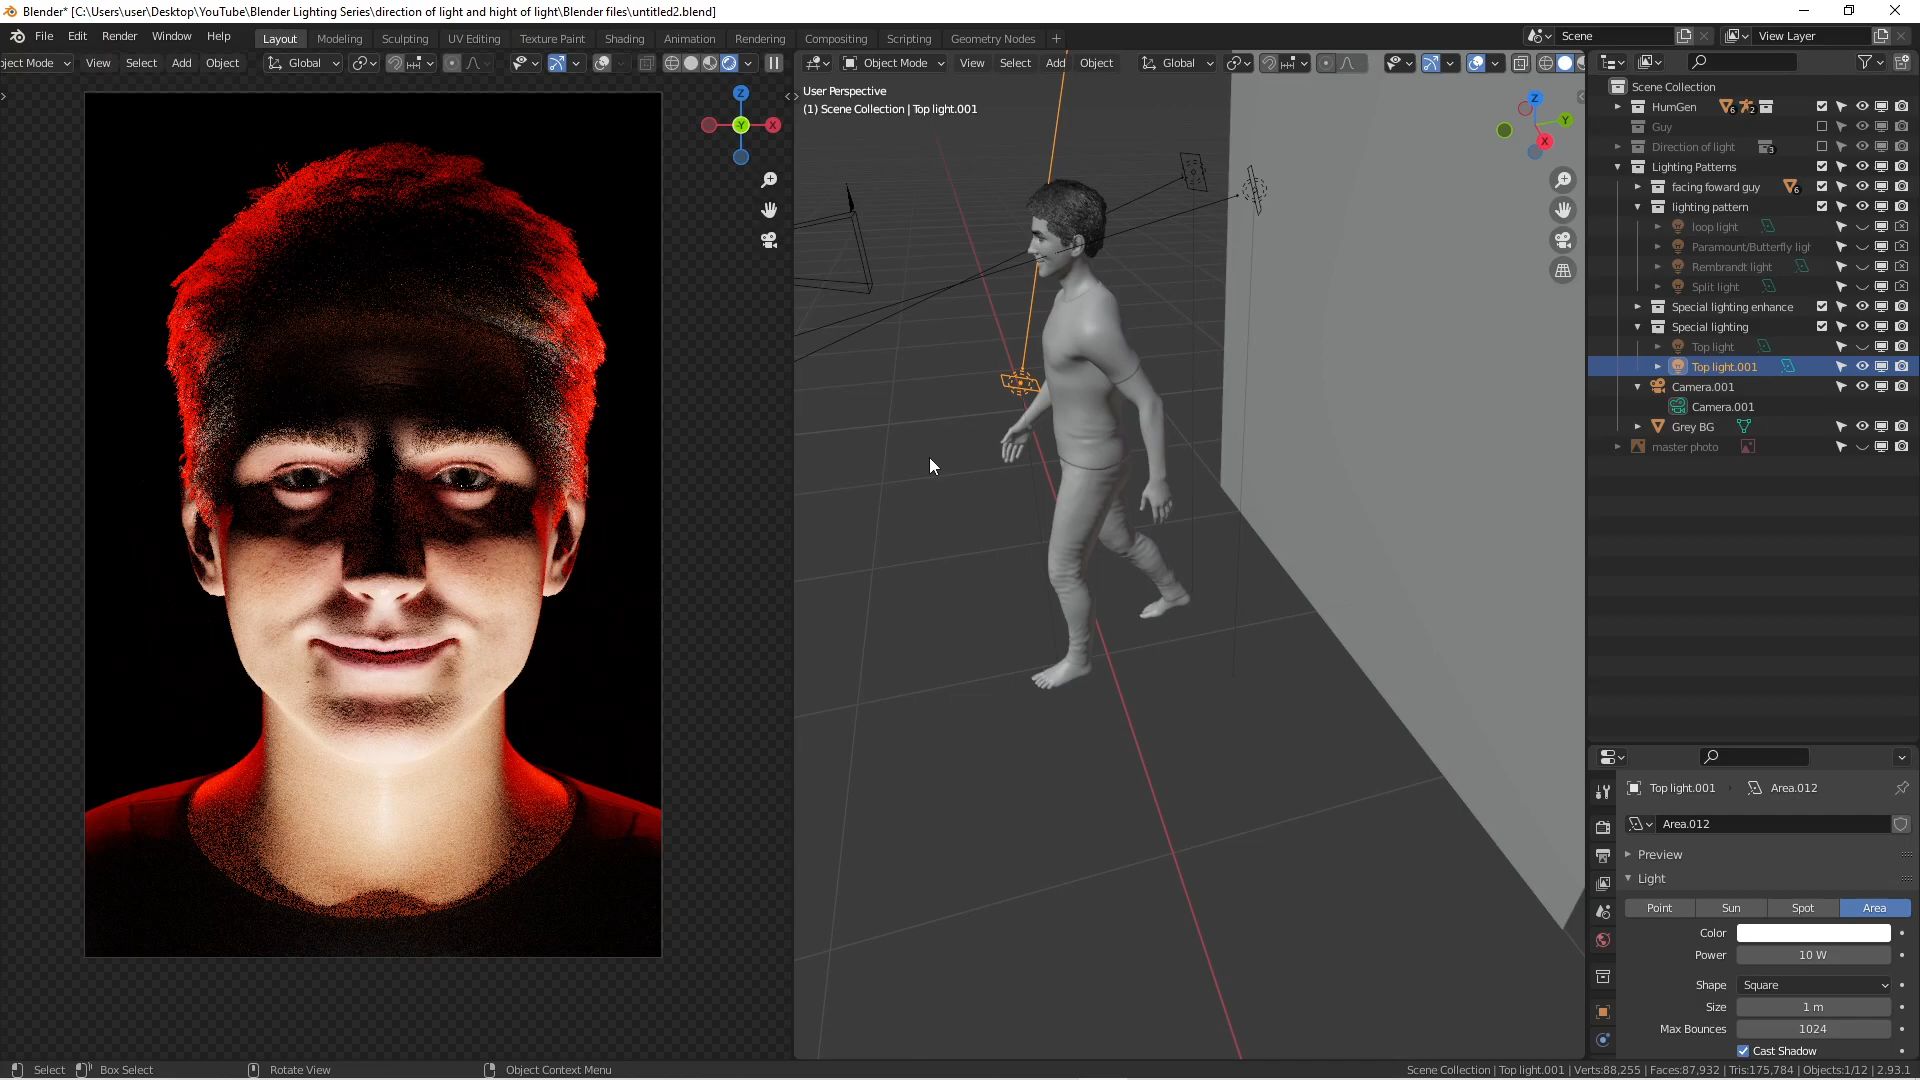 Blender* [C:\Users\user\Desktop\YouTube\Blender Lighting Series\direction of light and hight of light\Blender files\untitled2.blend]
File Edit Render Window Help Layout Modeling Sculpting UV Editing Texture Paint Shading Animation Rendering Compositing Scripting Geometry Nodes + Scene View Layer
ject Mode View Select Add Object Global Object Mode View Select Add Object Global
User Perspective
(1) Scene Collection | Top light.001
Z
X
-Y
Z
Y
X
Scene Collection
HumGen 6 2
Guy
Direction of light 3
Lighting Patterns
facing foward guy 6
lighting pattern
loop light
Paramount/Butterfly ligh
Rembrandt light
Split light
Special lighting enhance
Special lighting
Top light
Top light.001
Camera.001
Camera.001
Grey BG
master photo
Top light.001 Area.012
Area.012
Preview
Light
Point Sun Spot Area
Color
Power 10 W
Shape Square
Size 1 m
Max Bounces 1024
Cast Shadow
Select Box Select Rotate View Object Context Menu Scene Collection | Top light.001 | Verts:88,255 | Faces:87,932 | Tris:175,784 | Objects:1/12 | 2.93.1